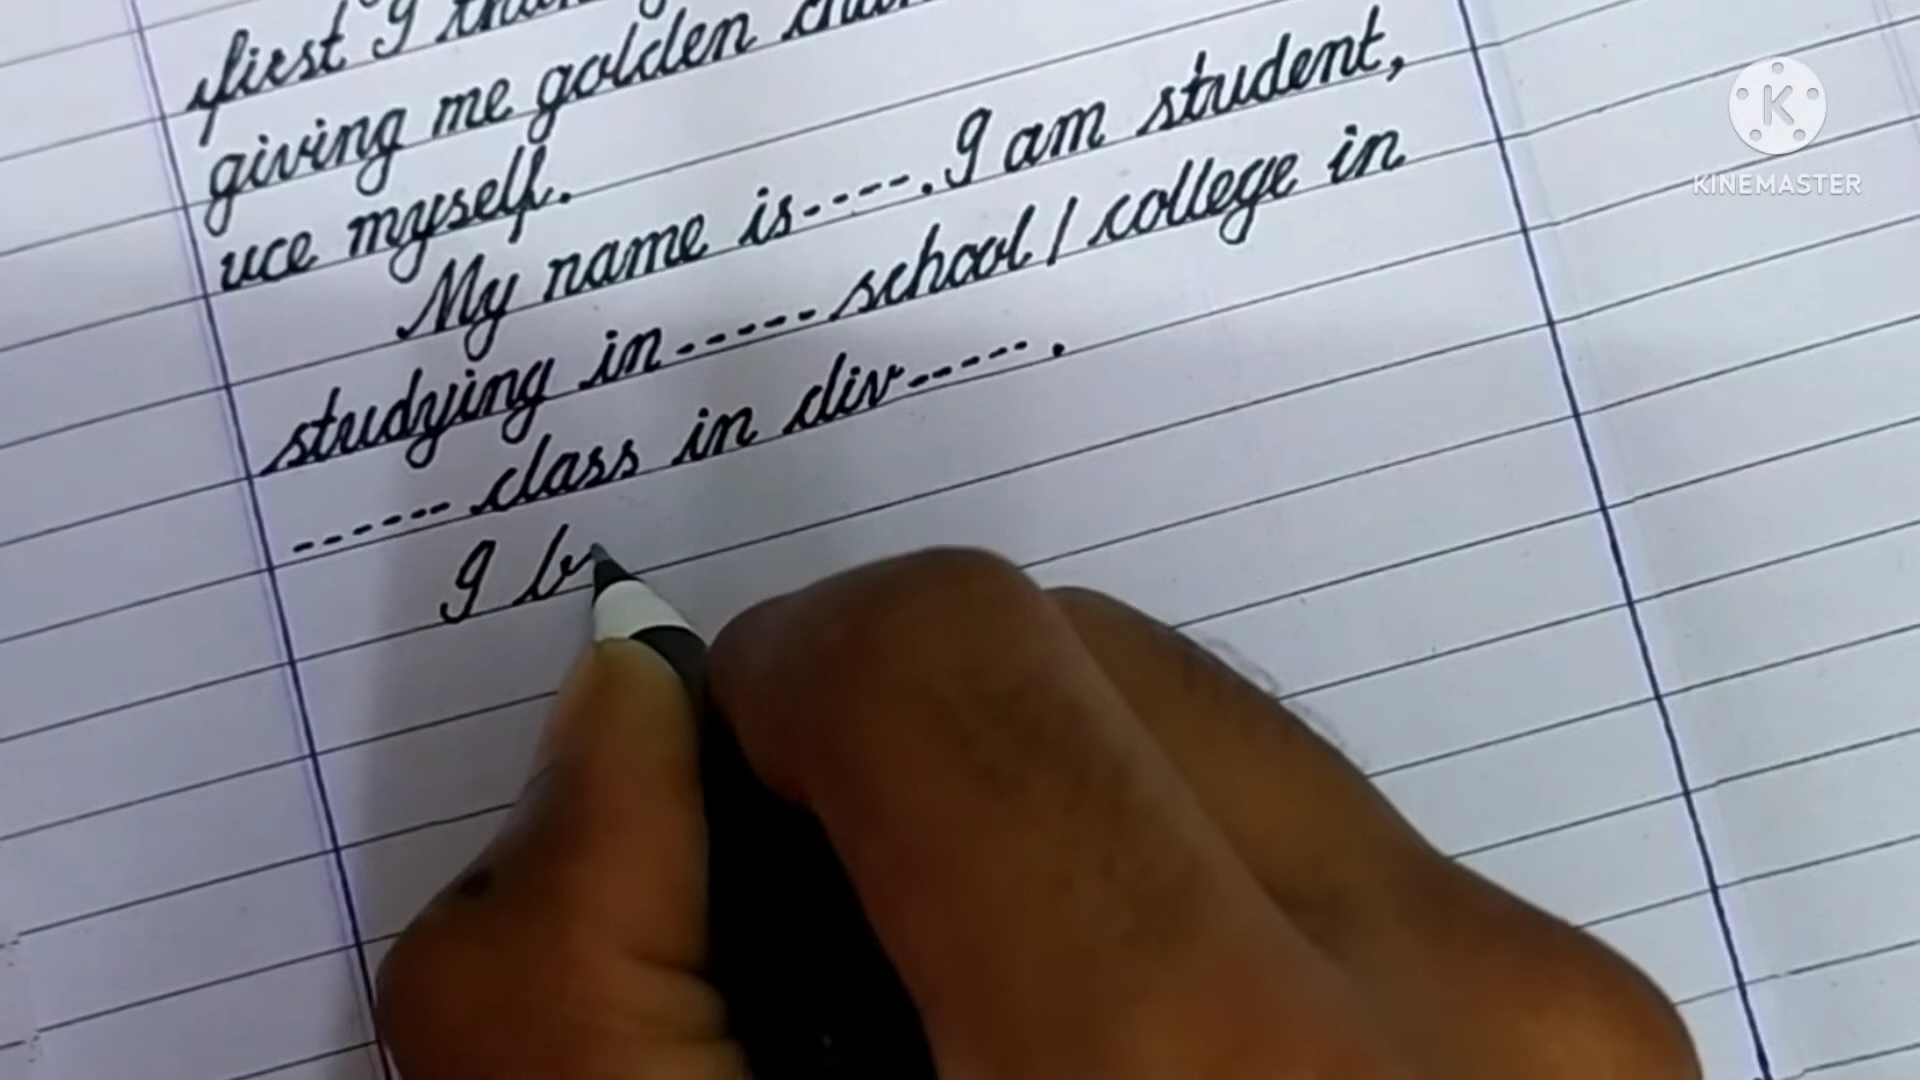 first I
giving me golden
uce myself.
My name is----. I am student,
studying in----- school / college in
------ class in div-----.
I b
KINEMASTER